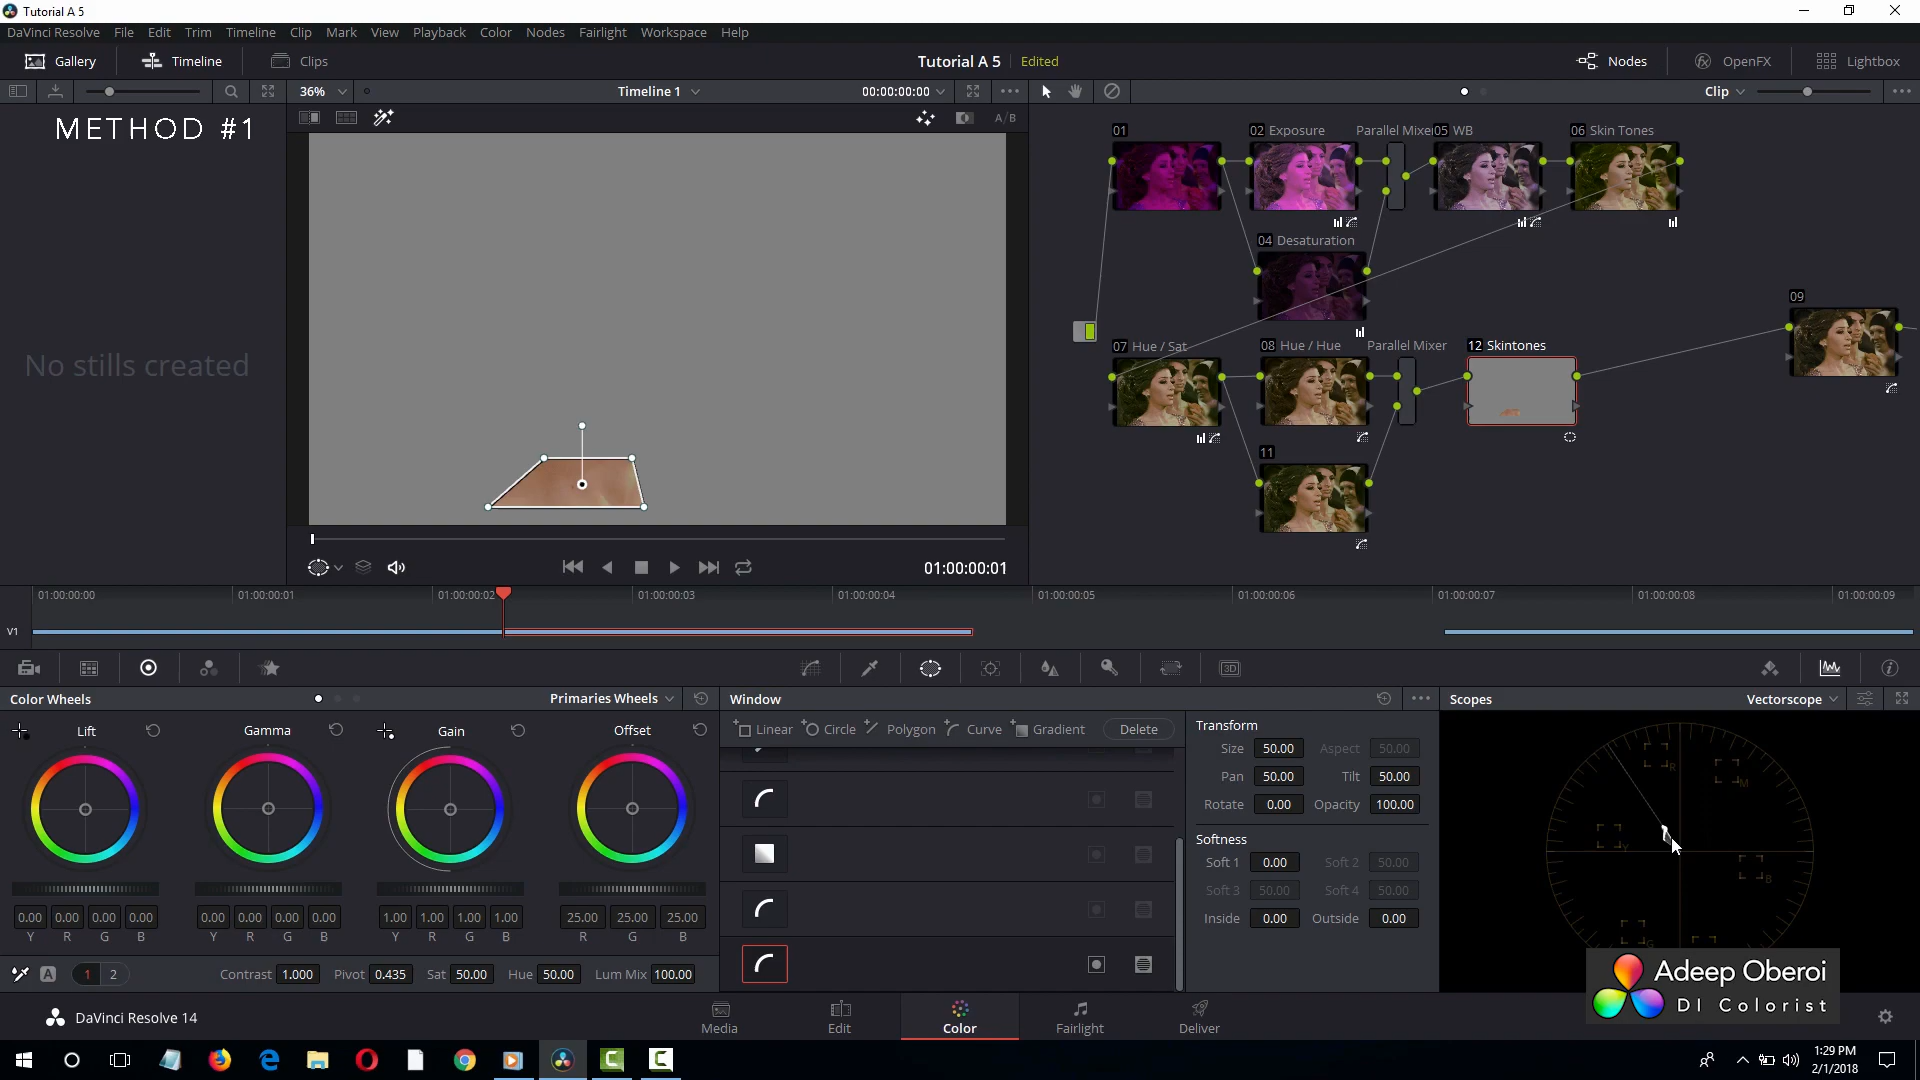 Tutorial A 5
DaVinci Resolve File Edit Trim Timeline Clip Mark View Playback Color Nodes Fairlight Workspace Help
Gallery Timeline Clips Tutorial A 5 Edited Nodes OpenFX Lightbox
36% Timeline 1 00:00:00:00 Clip
A/B
METHOD #1
No stills created
01 02 Exposure Parallel Mixer 05 WB 06 Skin Tones
04 Desaturation
09
07 Hue / Sat 08 Hue / Hue Parallel Mixer 12 Skintones
11
01:00:00:01
01:00:00:00 01:00:00:01 01:00:00:02 01:00:00:03 01:00:00:04 01:00:00:05 01:00:00:06 01:00:00:07 01:00:00:08 01:00:00:09
V1
3D
Color Wheels Primaries Wheels Window Scopes Vectorscope
Lift Gamma Gain Offset
Linear Circle Polygon Curve Gradient Delete
Transform
Size 50.00 Aspect 50.00
Pan 50.00 Tilt 50.00
Rotate 0.00 Opacity 100.00
Softness
Soft 1 0.00 Soft 2 50.00
Soft 3 50.00 Soft 4 50.00
Inside 0.00 Outside 0.00
R M Y B G
0.00 0.00 0.00 0.00 0.00 0.00 0.00 0.00 1.00 1.00 1.00 1.00 25.00 25.00 25.00
Y R G B Y R G B Y R G B R G B
A 1 2 Contrast 1.000 Pivot 0.435 Sat 50.00 Hue 50.00 Lum Mix 100.00
Adeep Oberoi
DI Colorist
DaVinci Resolve 14 Media Edit Color Fairlight Deliver
1:29 PM
2/1/2018